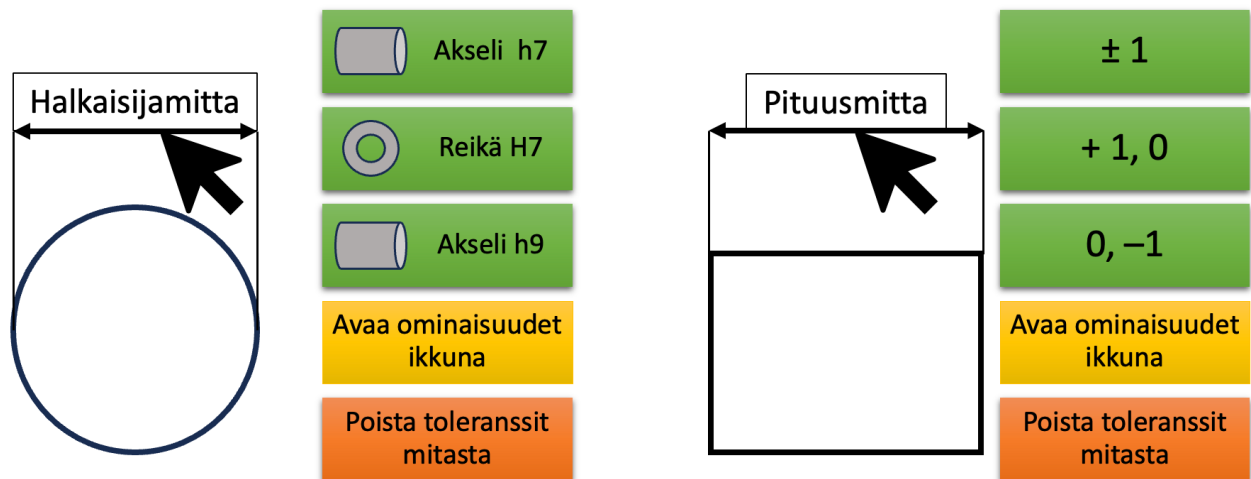 Halkaisijamitta
Akseli h7
Reikä H7
Akseli h9
Avaa ominaisuudet
ikkuna
Poista toleranssit
mitasta
Pituusmitta
± 1
+ 1, 0
0, –1
Avaa ominaisuudet
ikkuna
Poista toleranssit
mitasta